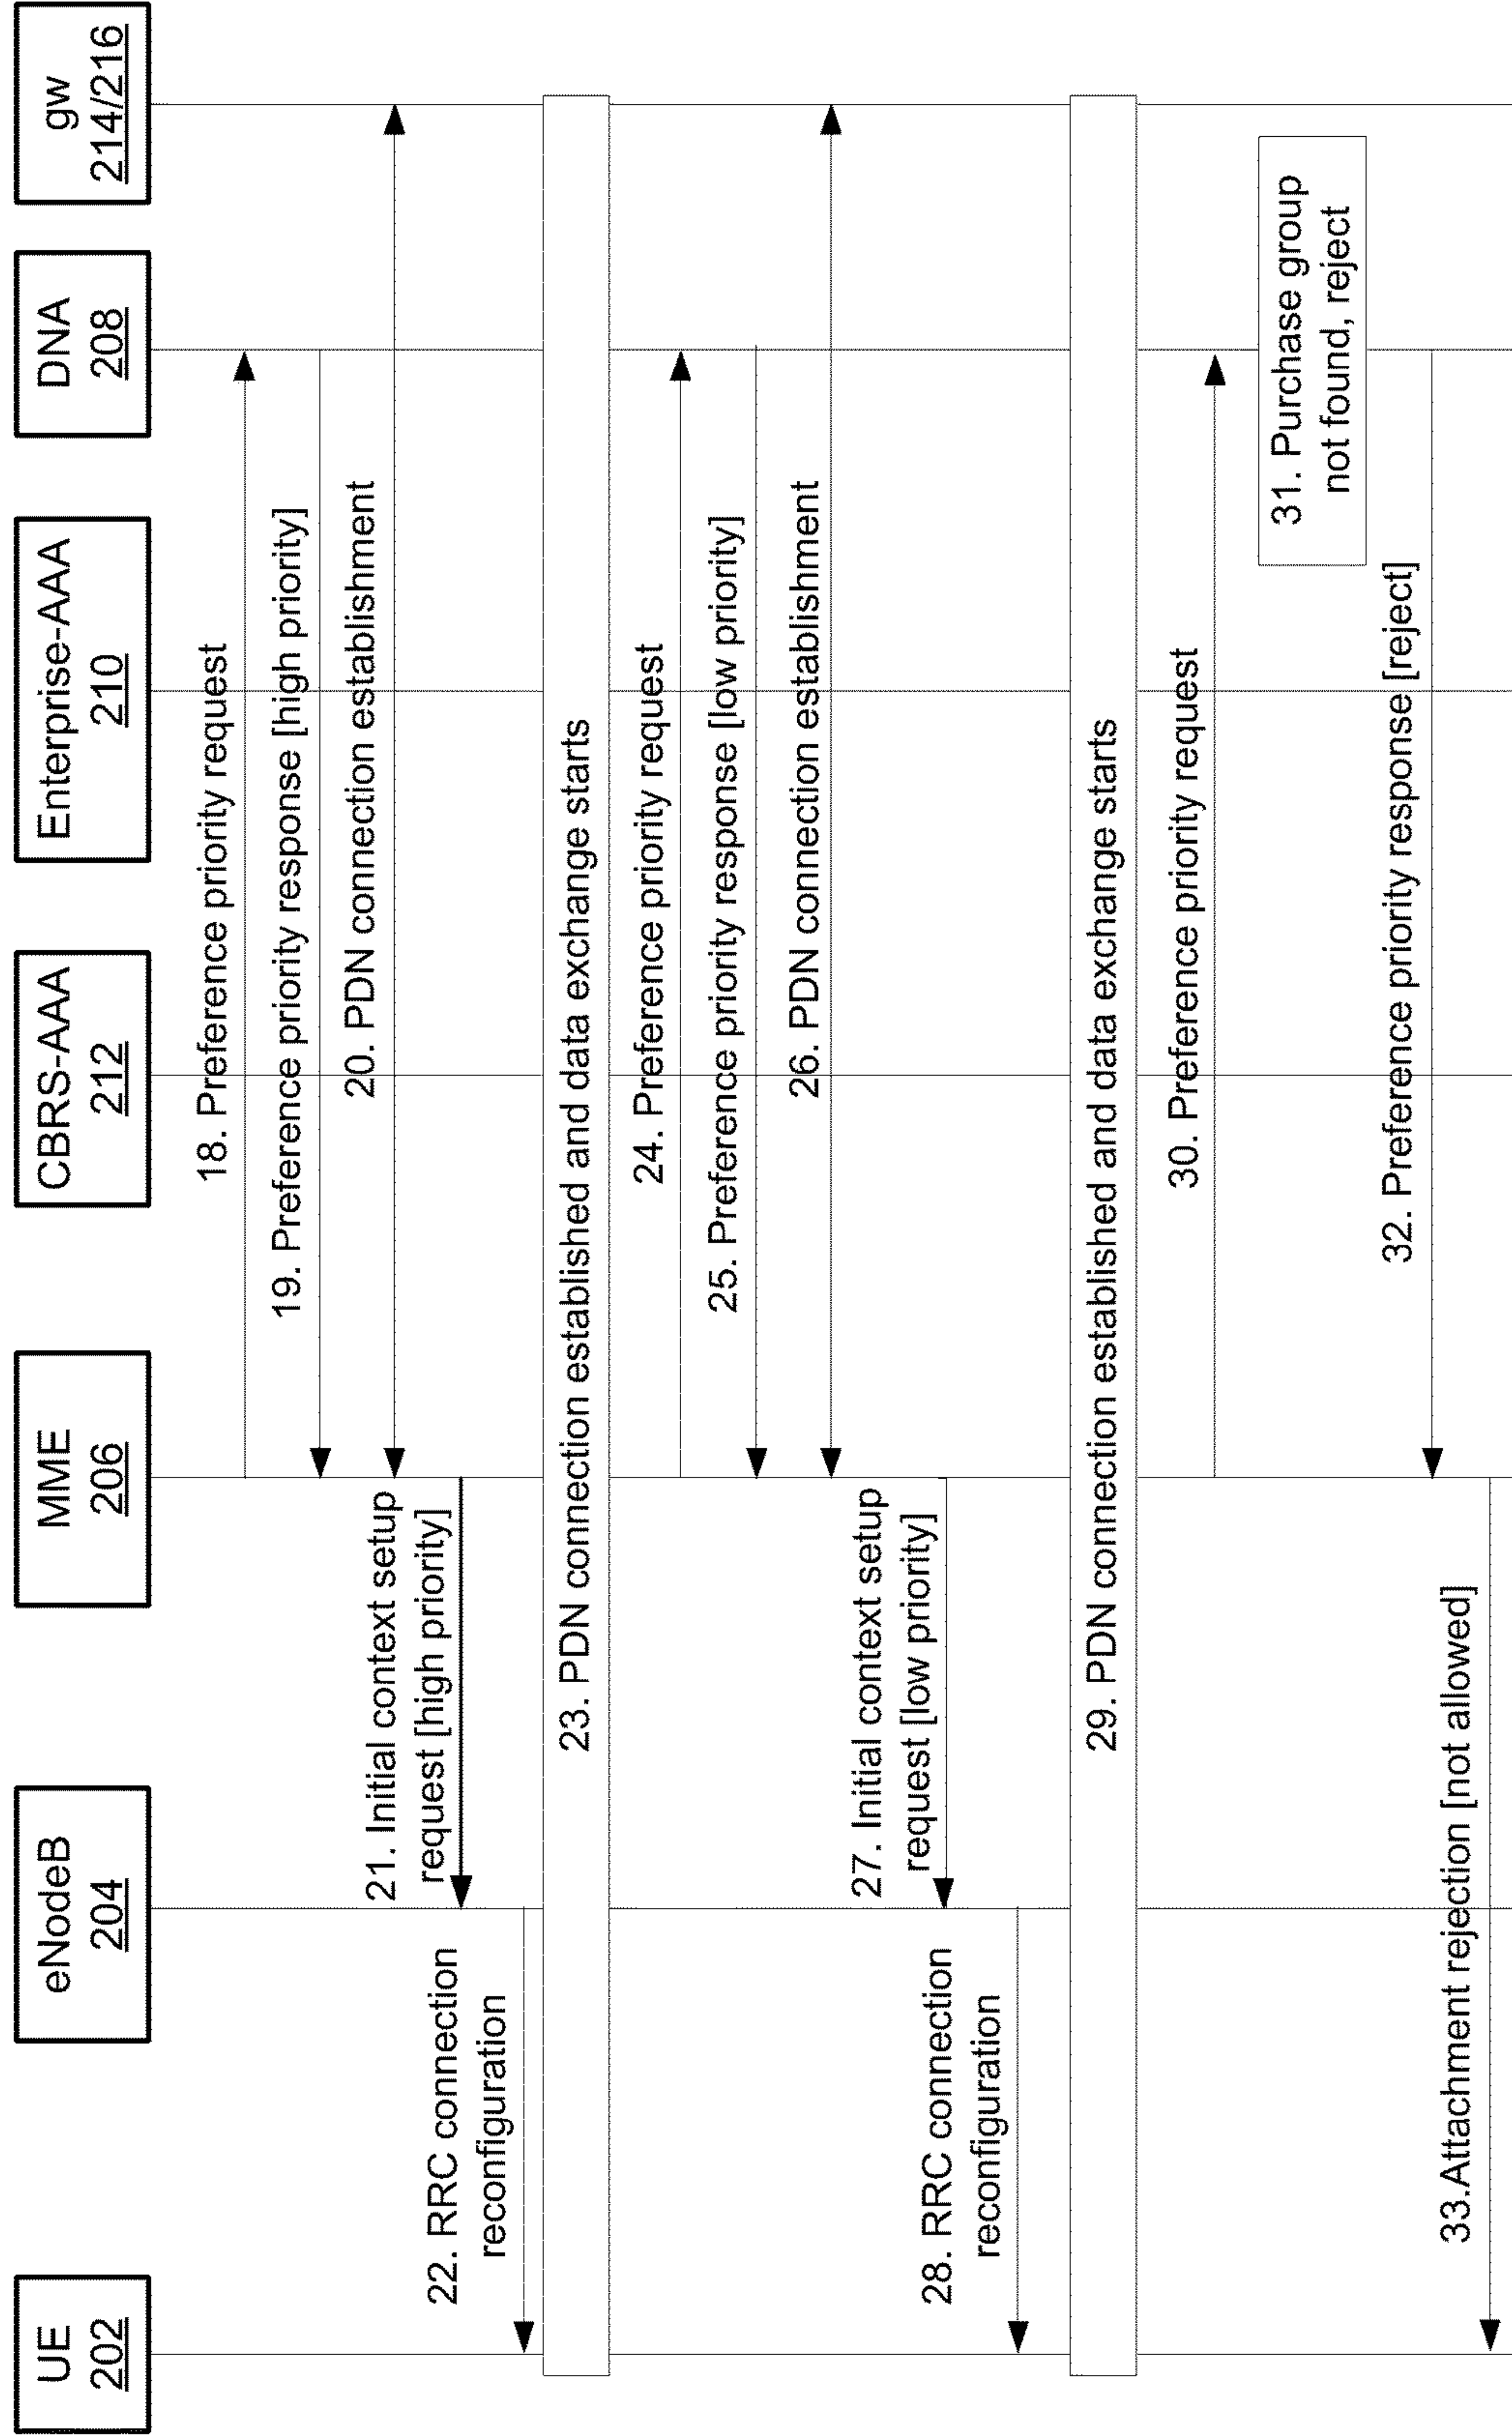 UE
202
eNodeB
204
MME
206
CBRS-AAA
212
Enterprise-AAA
210
DNA
208
gw
214/216
18. Preference priority request
19. Preference priority response [high priority]
20. PDN connection establishment
21. Initial context setup
request [high priority]
22. RRC connection
reconfiguration
23. PDN connection established and data exchange starts
24. Preference priority request
25. Preference priority response [low priority]
26. PDN connection establishment
27. Initial context setup
request [low priority]
28. RRC connection
reconfiguration
29. PDN connection established and data exchange starts
30. Preference priority request
31. Purchase group
not found, reject
32. Preference priority response [reject]
33.Attachment rejection [not allowed]